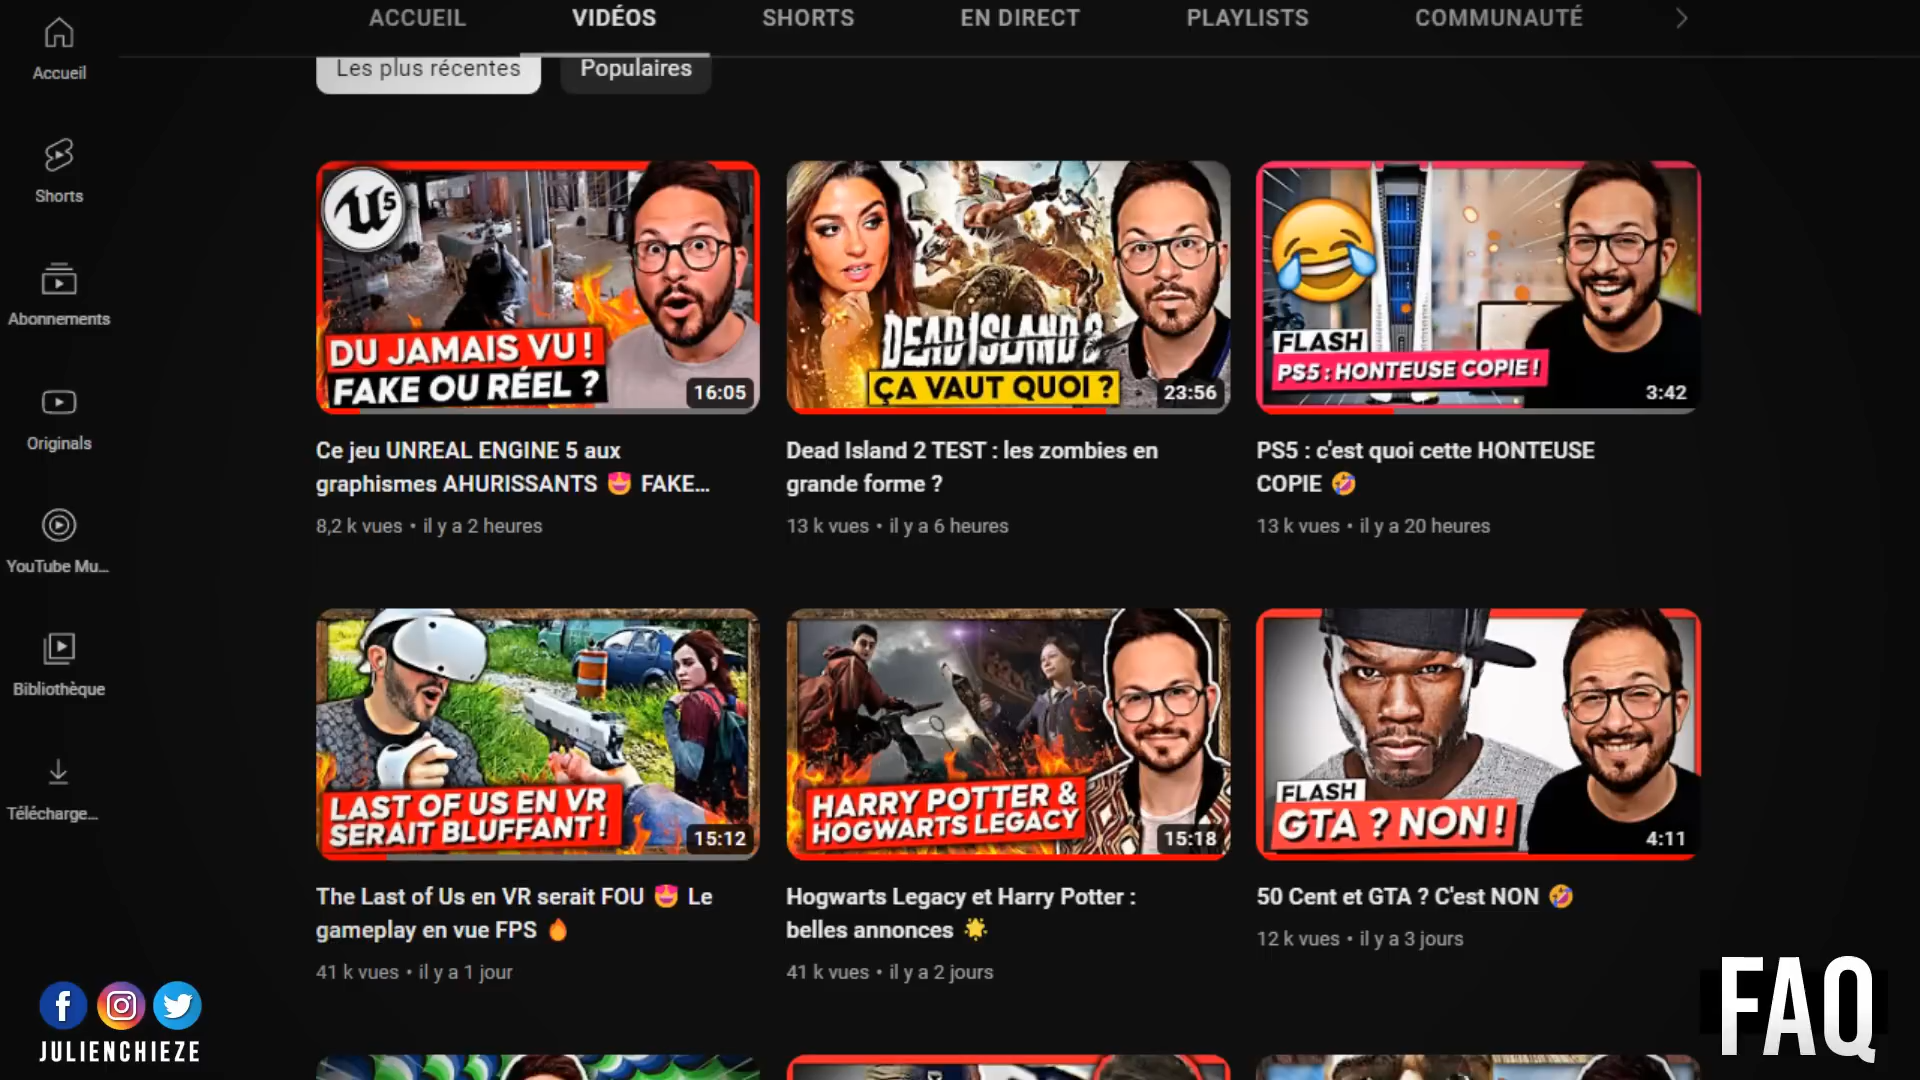 ACCUEIL
VIDÉOS
SHORTS
EN DIRECT
PLAYLISTS
COMMUNAUTÉ
Les plus récentes
Populaires
Accueil
Shorts
Abonnements
Originals
YouTube Mu...
Bibliothèque
Télécharge...
U5
DU JAMAIS VU !
FAKE OU RÉEL ?
16:05
Ce jeu UNREAL ENGINE 5 aux
graphismes AHURISSANTS 😍 FAKE...
8,2 k vues • il y a 2 heures
DEAD ISLAND 2
ÇA VAUT QUOI ?
23:56
Dead Island 2 TEST : les zombies en
grande forme ?
13 k vues • il y a 6 heures
FLASH
PS5 : HONTEUSE COPIE !
3:42
PS5 : c'est quoi cette HONTEUSE
COPIE 🤣
13 k vues • il y a 20 heures
LAST OF US EN VR
SERAIT BLUFFANT !
15:12
The Last of Us en VR serait FOU 😍 Le
gameplay en vue FPS 🔥
41 k vues • il y a 1 jour
HARRY POTTER &
HOGWARTS LEGACY
15:18
Hogwarts Legacy et Harry Potter :
belles annonces 🌟
41 k vues • il y a 2 jours
FLASH
GTA ? NON !
4:11
50 Cent et GTA ? C'est NON 🤣
12 k vues • il y a 3 jours
JULIENCHIEZE
FAQ